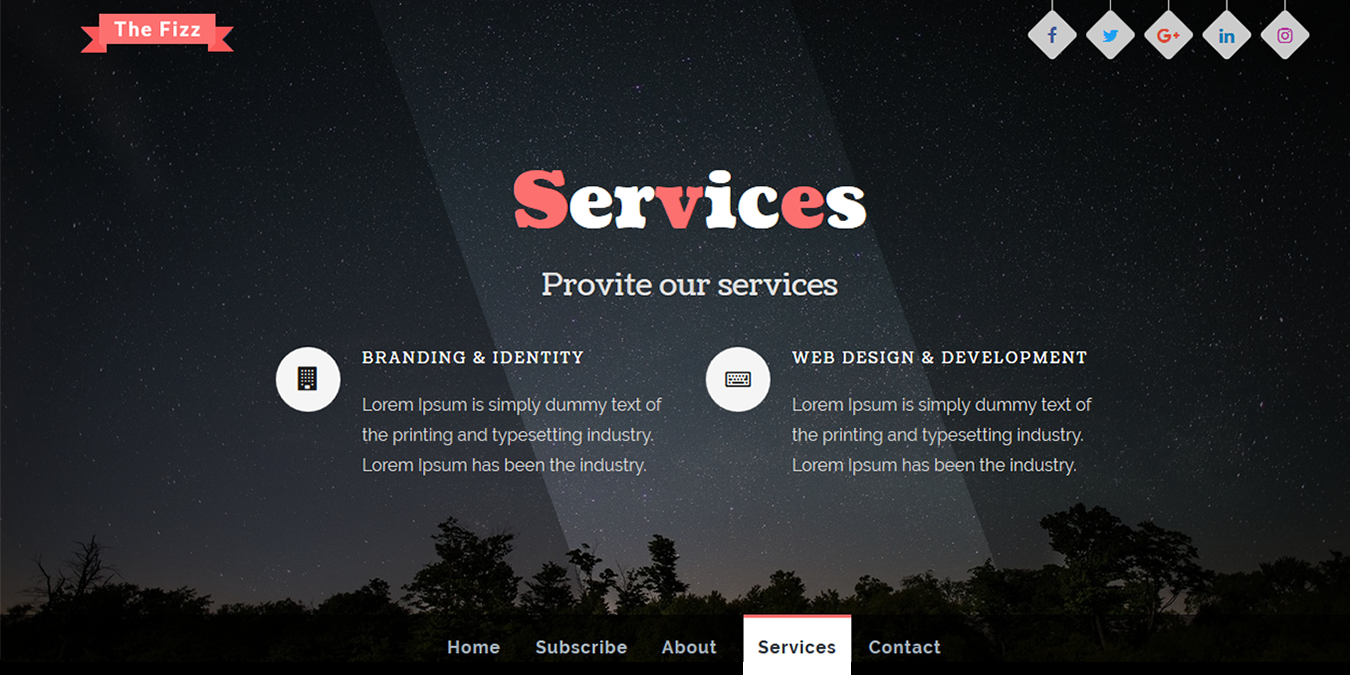 The Fizz
Services
Provite our services
BRANDING & IDENTITY
Lorem Ipsum is simply dummy text of
the printing and typesetting industry.
Lorem Ipsum has been the industry.
WEB DESIGN & DEVELOPMENT
Lorem Ipsum is simply dummy text of
the printing and typesetting industry.
Lorem Ipsum has been the industry.
Home Subscribe About Services Contact